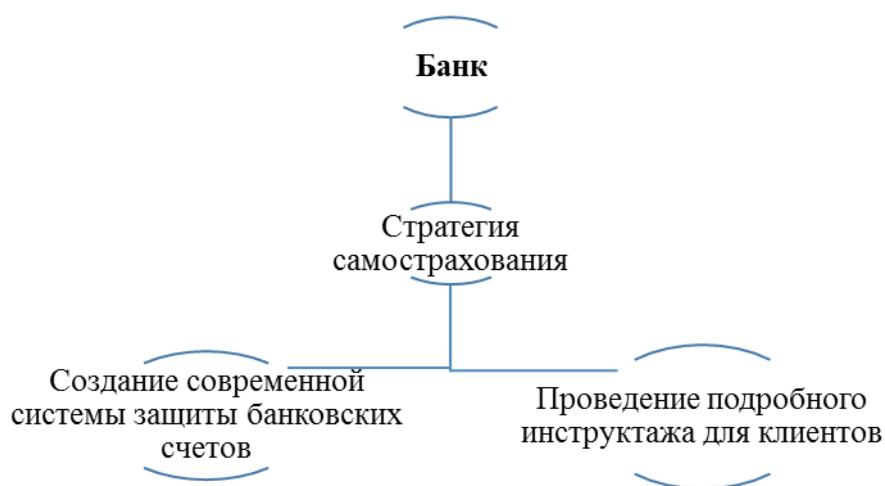 Банк
Стратегия
самострахования
Создание современной
системы защиты банковских
счетов
Проведение подробного
инструктажа для клиентов